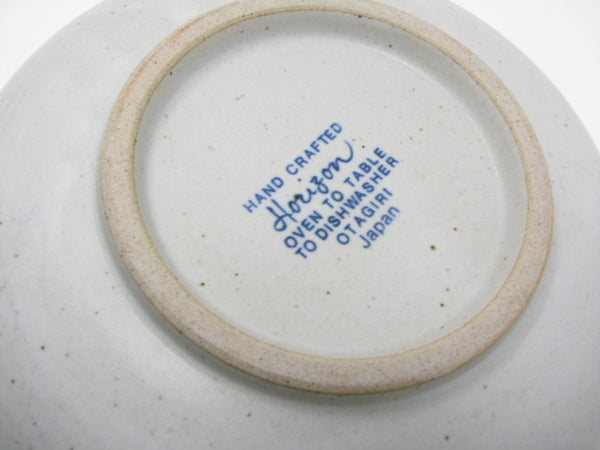 HAND CRAFTED
Horizon
OVEN TO TABLE
TO DISHWASHER
OTAGIRI
Japan